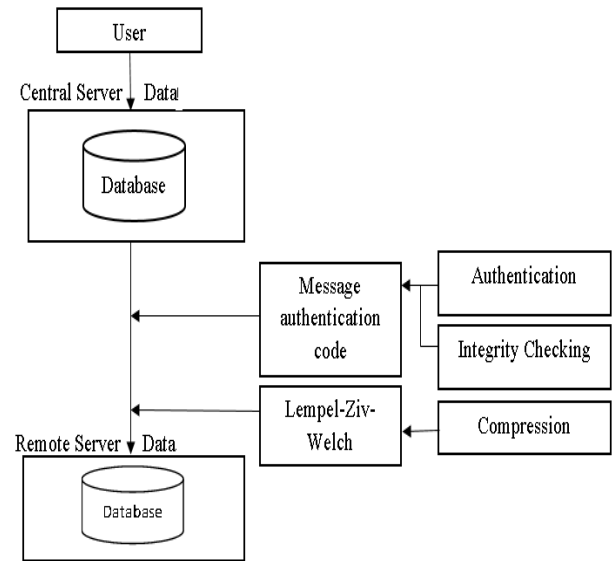 User
Central Server Data
Database
Message
authentication
code
Authentication
Integrity Checking
Lempel-Ziv-
Welch
Compression
Remote Server Data
Database